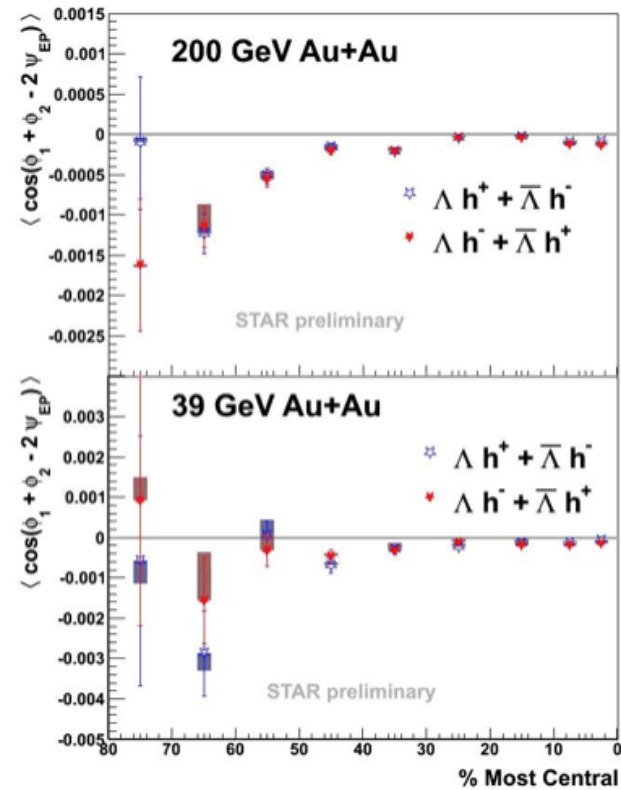 0.0015
0.001
0.0005
0
-0.0005
-0.001
-0.0015
-0.002
-0.0025
⟨ cos(ϕ₁ + ϕ₂ - 2 ψ_EP) ⟩
200 GeV Au+Au
Λ h⁺ + Λ̅ h⁻
Λ h⁻ + Λ̅ h⁺
STAR preliminary
0.003
0.002
0.001
0
-0.001
-0.002
-0.003
-0.004
-0.005
⟨ cos(ϕ₁ + ϕ₂ - 2 ψ_EP) ⟩
39 GeV Au+Au
Λ h⁺ + Λ̅ h⁻
Λ h⁻ + Λ̅ h⁺
STAR preliminary
80 70 60 50 40 30 20 10 0
% Most Central